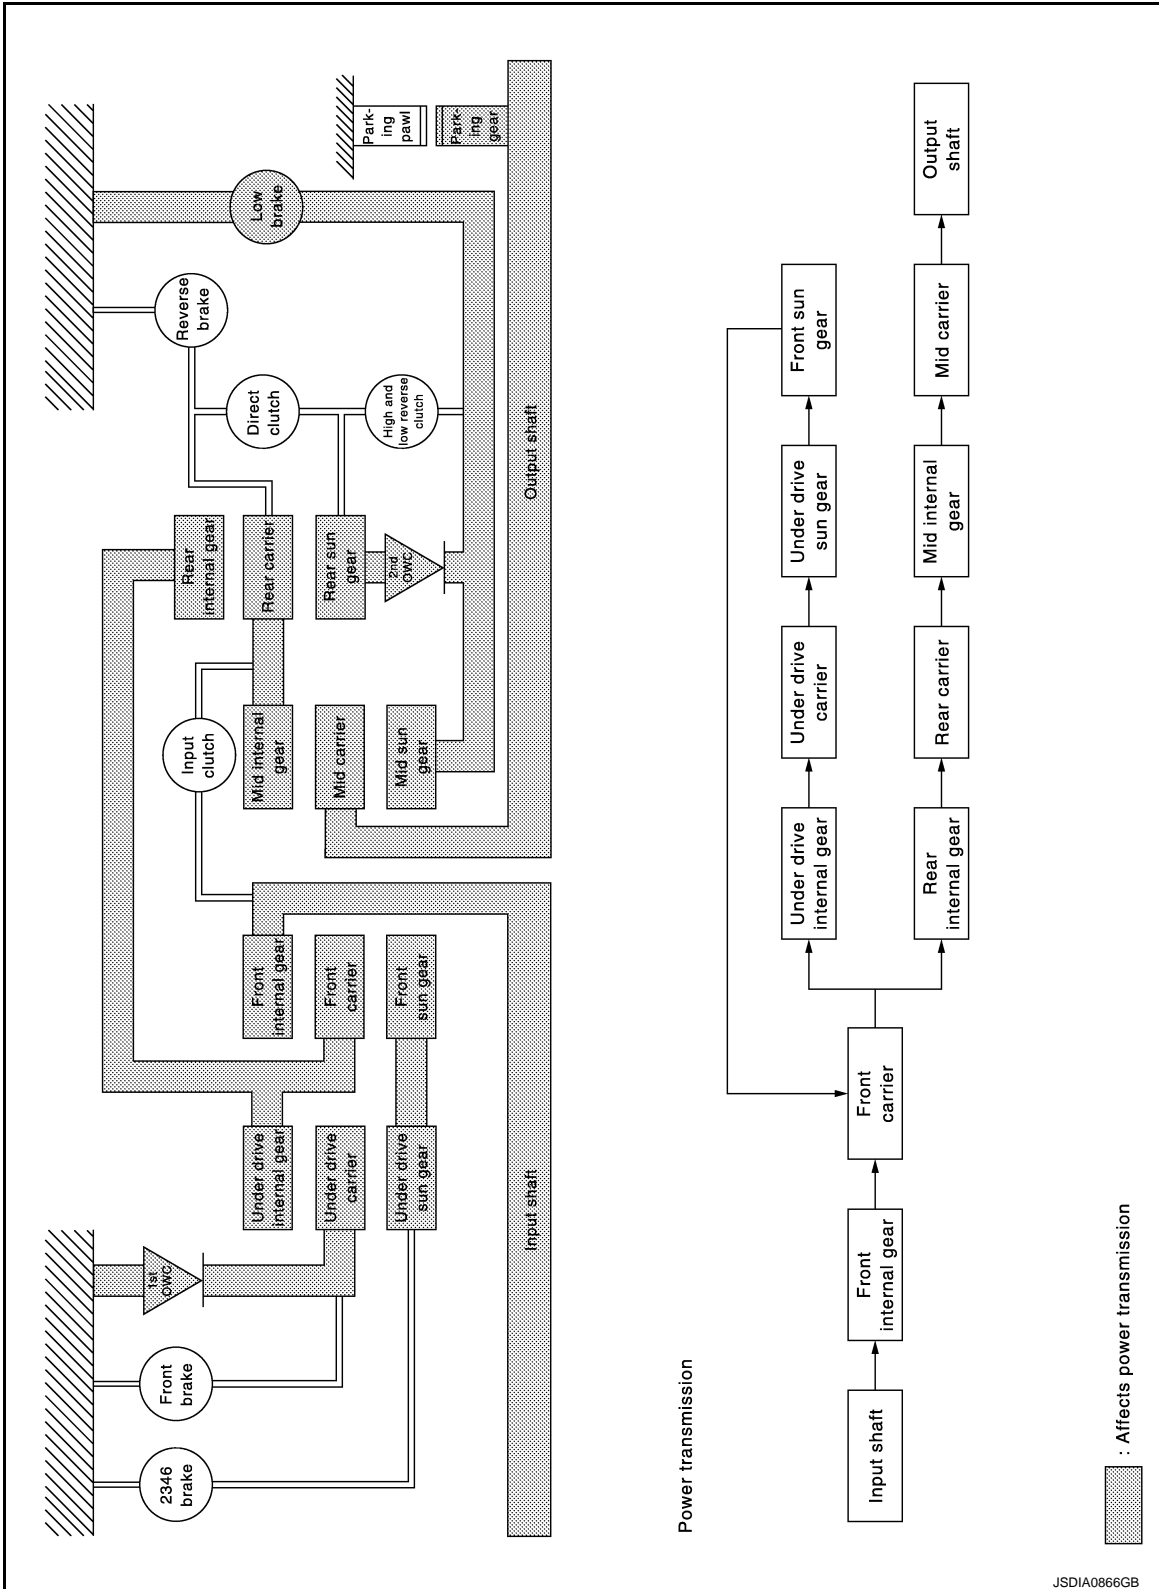 2346
brake
Front
brake
1st
OWC
Under drive
internal gear
Under drive
carrier
Under drive
sun gear
Front
internal gear
Front
carrier
Front
sun gear
Input shaft
Input
clutch
Mid internal
gear
Mid carrier
Mid sun
gear
Rear
internal gear
Rear carrier
Rear sun
gear
2nd
OWC
Direct
clutch
High and
low reverse
clutch
Reverse
brake
Low
brake
Park-
ing
pawl
Park-
ing
gear
Output shaft
Power transmission
Input shaft
Front
internal gear
Front
carrier
Under drive
internal gear
Under drive
carrier
Under drive
sun gear
Front sun
gear
Rear
internal gear
Rear carrier
Mid internal
gear
Mid carrier
Output
shaft
: Affects power transmission
JSDIA0866GB